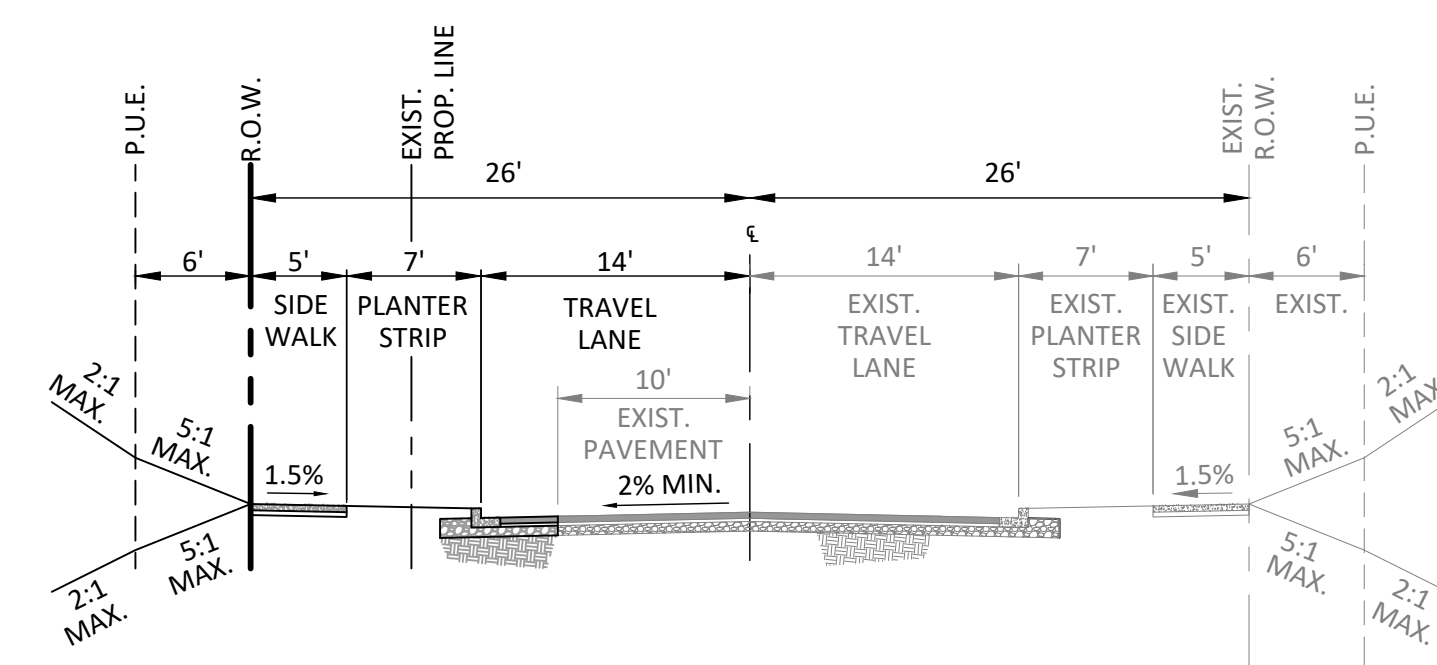 P.U.E.
R.O.W.
EXIST.
PROP. LINE
EXIST.
R.O.W.
P.U.E.
26'
26'
℄
6'
5'
7'
14'
14'
7'
5'
6'
SIDE
WALK
PLANTER
STRIP
TRAVEL
LANE
EXIST.
TRAVEL
LANE
EXIST.
PLANTER
STRIP
EXIST.
SIDE
WALK
EXIST.
10'
EXIST.
PAVEMENT
2:1
MAX.
5:1
MAX.
1.5%
2% MIN.
1.5%
5:1
MAX.
2:1
MAX
5:1
MAX.
2:1
MAX.
5:1
MAX.
2:1
MAX.